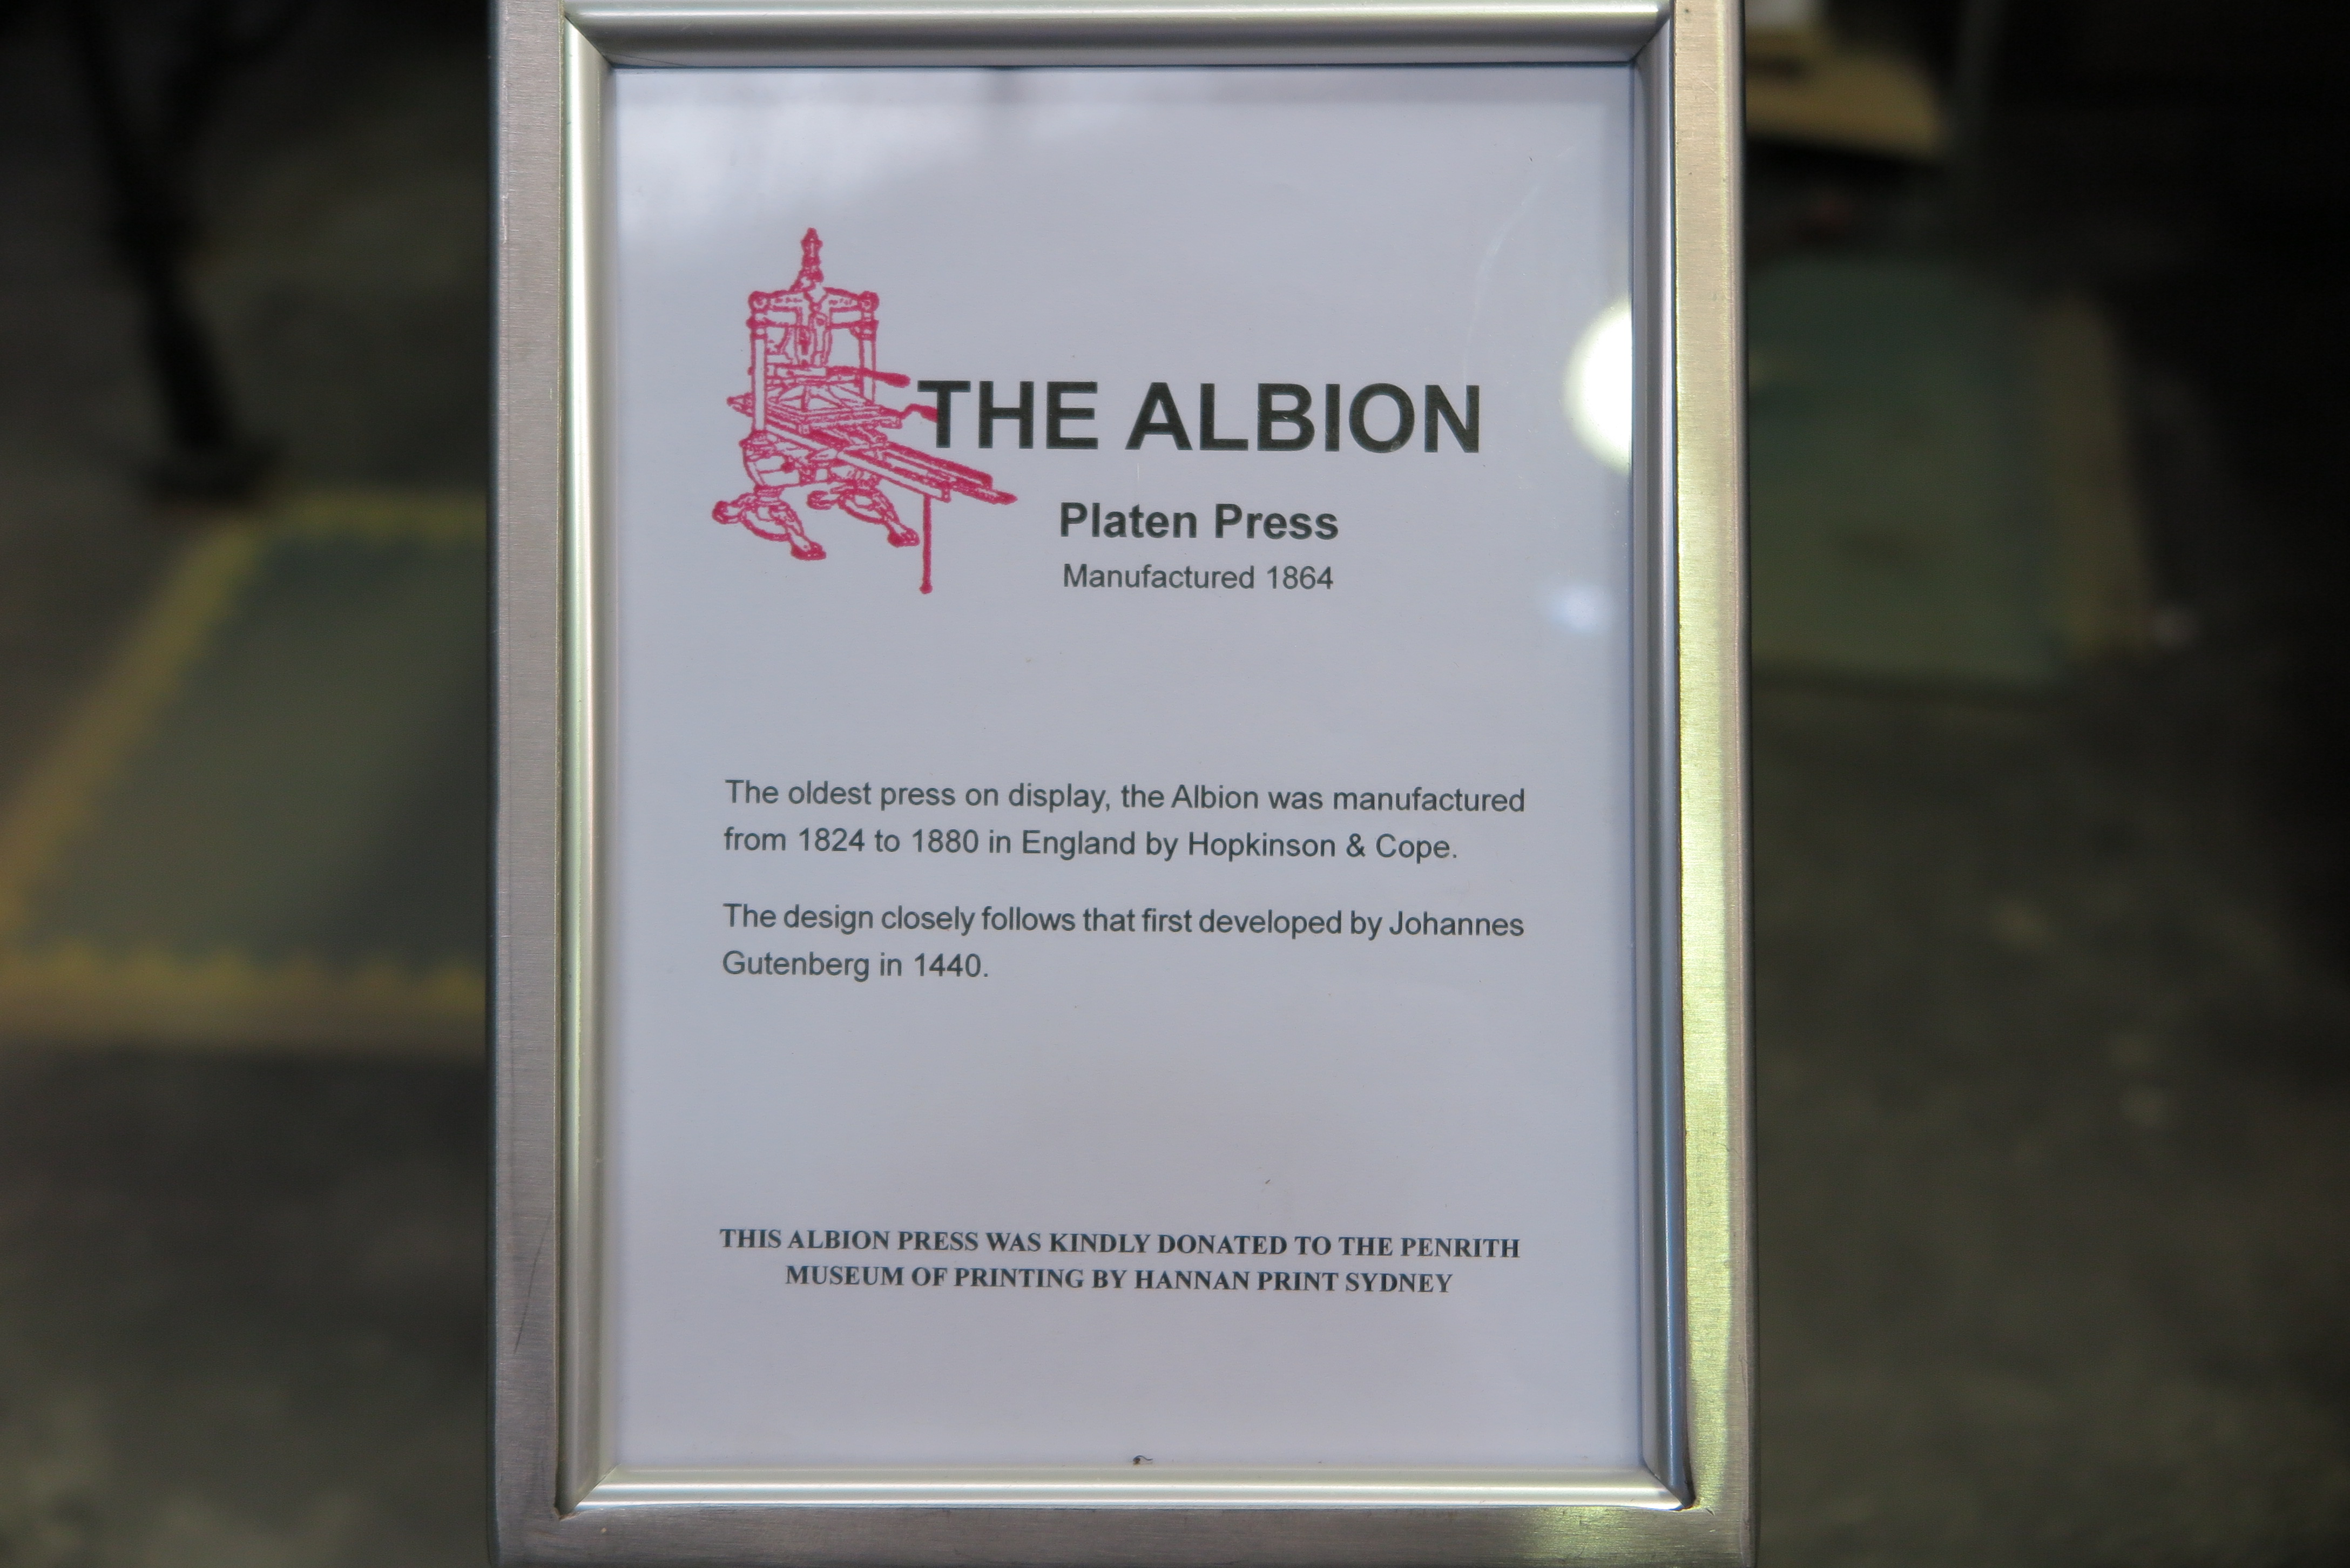 THE ALBION
Platen Press
Manufactured 1864
The oldest press on display, the Albion was manufactured
from 1824 to 1880 in England by Hopkinson & Cope.
The design closely follows that first developed by Johannes
Gutenberg in 1440.
THIS ALBION PRESS WAS KINDLY DONATED TO THE PENRITH
MUSEUM OF PRINTING BY HANNAN PRINT SYDNEY